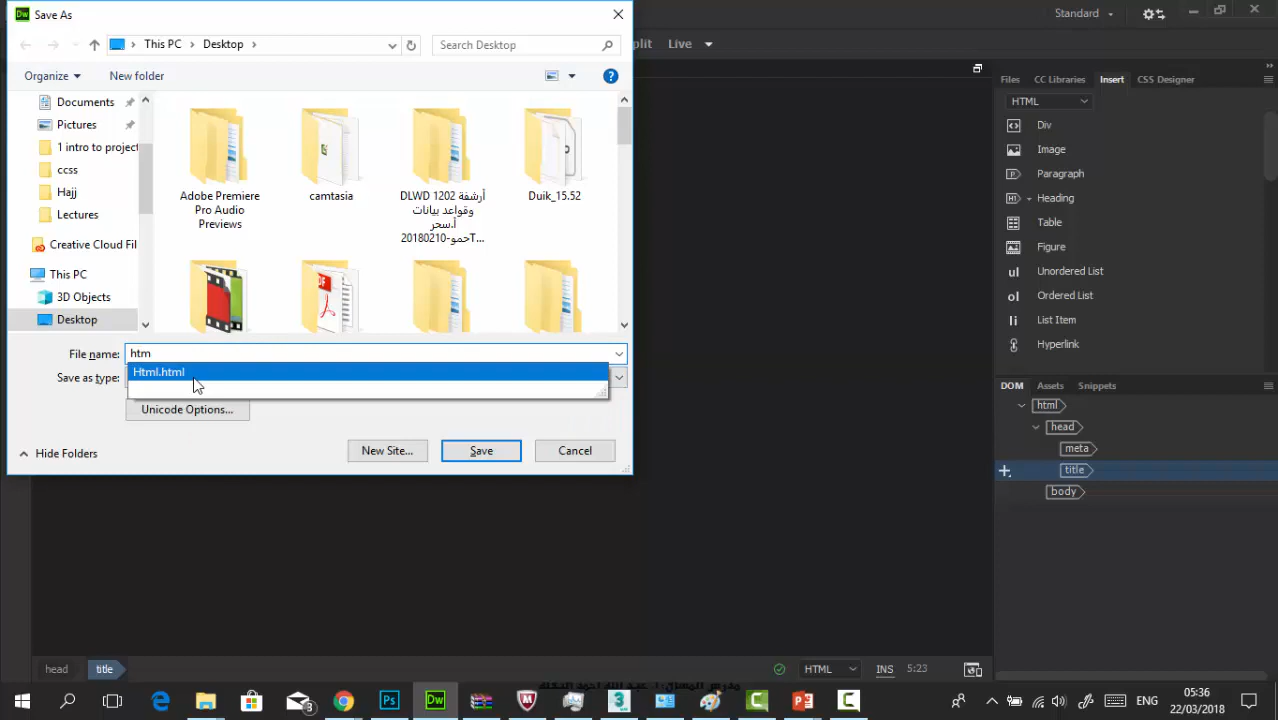 Save As
This PC
Desktop
Search Desktop
Organize
New folder
Documents
Pictures
1 intro to project
ccss
Hajj
Lectures
Creative Cloud Fil
This PC
3D Objects
Desktop
Adobe Premiere
Pro Audio
Previews
camtasia
أرشفة DLWD 1202
وقواعد بيانات
أ.سحر
حمو-20180210T...
Duik_15.52
File name:
htm
Html.html
Save as type:
Unicode Options...
Hide Folders
New Site...
Save
Cancel
Split
Live
Standard
Files
CC Libraries
Insert
CSS Designer
HTML
Div
Image
Paragraph
Heading
Table
Figure
ul Unordered List
ol Ordered List
li List Item
Hyperlink
DOM
Assets
Snippets
html
head
meta
title
body
head
title
HTML
INS
5:23
ENG
05:36
22/03/2018